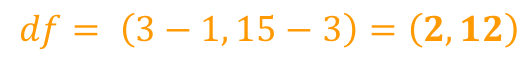 df = (3 − 1, 15 − 3) = (2, 12)